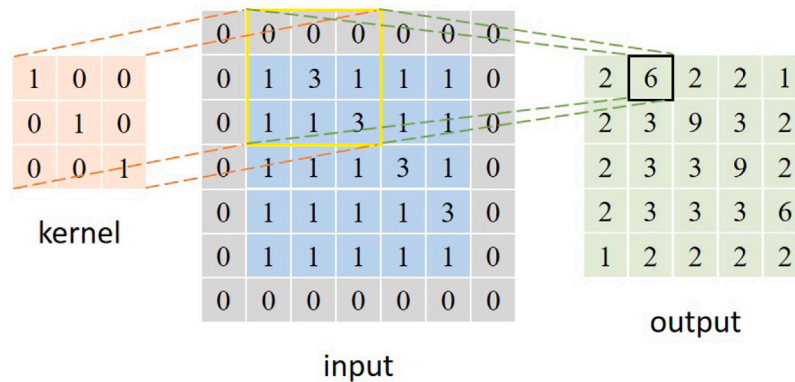 1 0 0
0 1 0
0 0 1
kernel
0 0 0 0 0 0 0
0 1 3 1 1 1 0
0 1 1 3 1 1 0
0 1 1 1 3 1 0
0 1 1 1 1 3 0
0 1 1 1 1 1 0
0 0 0 0 0 0 0
input
2 6 2 2 1
2 3 9 3 2
2 3 3 9 2
2 3 3 3 6
1 2 2 2 2
output